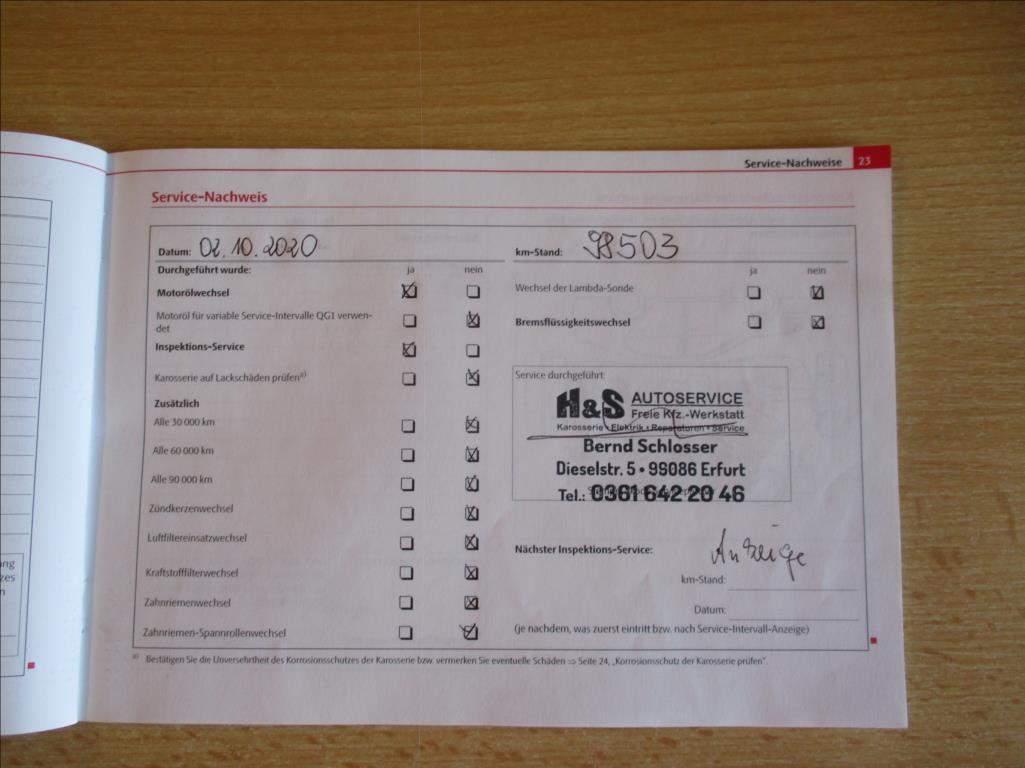 Service-Nachweise 23
Service-Nachweis
Datum: 02.10.2020
Durchgeführt wurde: ja nein
Motorölwechsel
Motoröl für variable Service-Intervalle QG1 verwen-
det
Inspektions-Service
Karosserie auf Lackschäden prüfen a)
Zusätzlich
Alle 30 000 km
Alle 60 000 km
Alle 90 000 km
Zündkerzenwechsel
Luftfiltereinsatzwechsel
Kraftstofffilterwechsel
Zahnriemenwechsel
Zahnriemen-Spannrollenwechsel
km-Stand: 98503
ja nein
Wechsel der Lambda-Sonde
Bremsflüssigkeitswechsel
Service durchgeführt:
H&S AUTOSERVICE
Freie Kfz.-Werkstatt
Karosserie • Elektrik • Reparaturen • Service
Bernd Schlosser
Dieselstr. 5 • 99086 Erfurt
Tel.: 0361 642 20 46
Nächster Inspektions-Service: Anzeige
km-Stand:
Datum:
(je nachdem, was zuerst eintritt bzw. nach Service-Intervall-Anzeige)
a) Bestätigen Sie die Unversehrtheit des Korrosionsschutzes der Karosserie bzw. vermerken Sie eventuelle Schäden ⇒ Seite 24, „Korrosionsschutz der Karosserie prüfen".